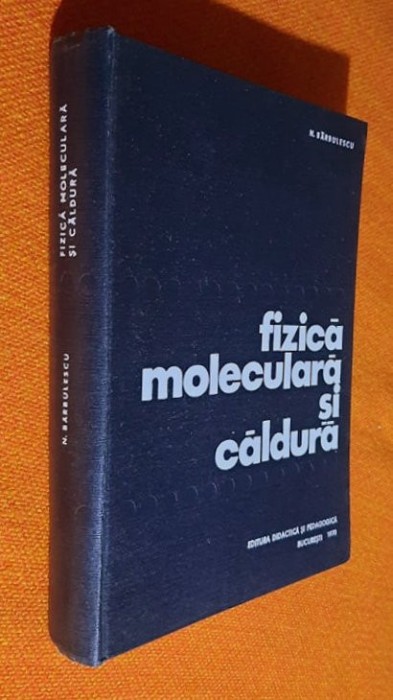 FIZICĂ MOLECULARĂ
ȘI CĂLDURĂ
N. BĂRBULESCU
N. BĂRBULESCU
fizică
moleculară
și
căldură
EDITURA DIDACTICĂ ȘI PEDAGOGICĂ
BUCUREȘTI